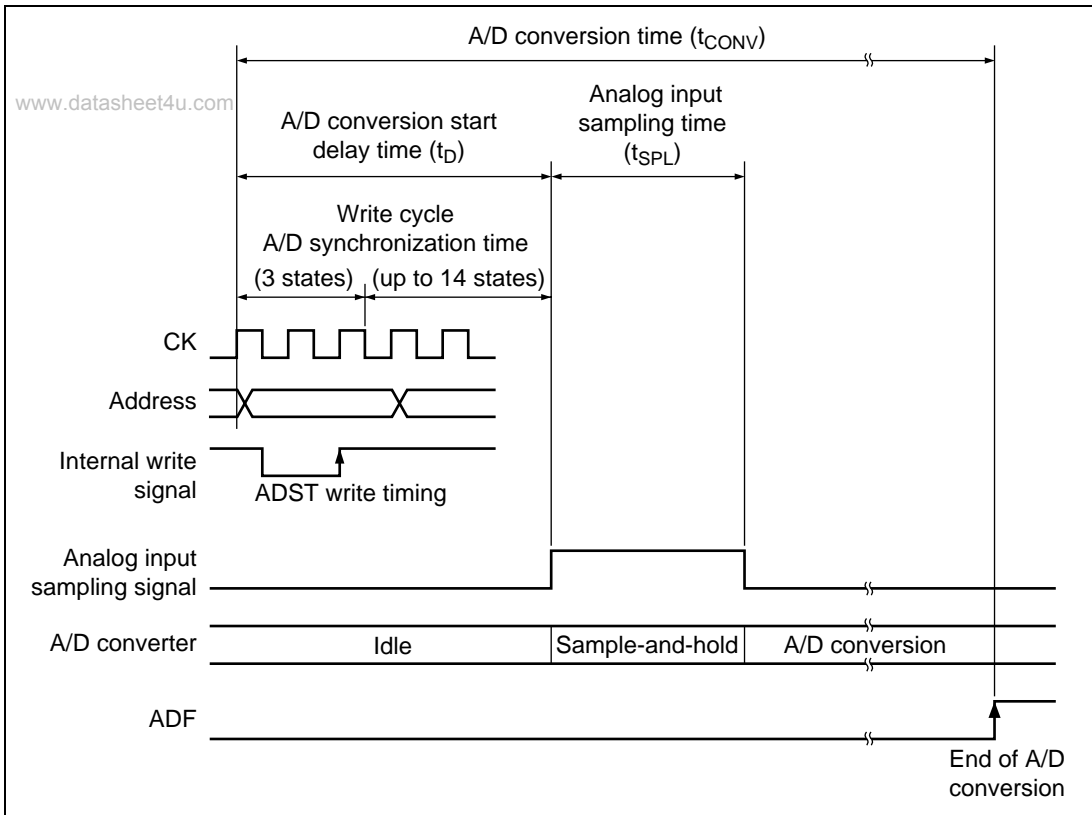 A/D conversion time (tCONV)
www.datasheet4u.com
Analog input
sampling time
(tSPL)
A/D conversion start
delay time (tD)
Write cycle
A/D synchronization time
(3 states) (up to 14 states)
CK
Address
Internal write
signal
ADST write timing
Analog input
sampling signal
A/D converter
Idle
Sample-and-hold
A/D conversion
ADF
End of A/D
conversion